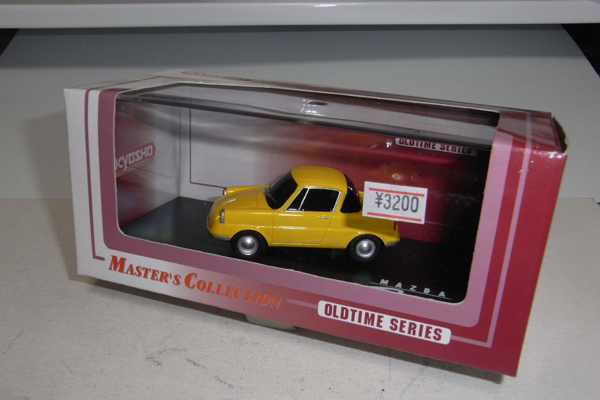 OLDTIME SERIES
KYOSHO
¥3200
MAZDA
MASTER'S COLLECTION
OLDTIME SERIES